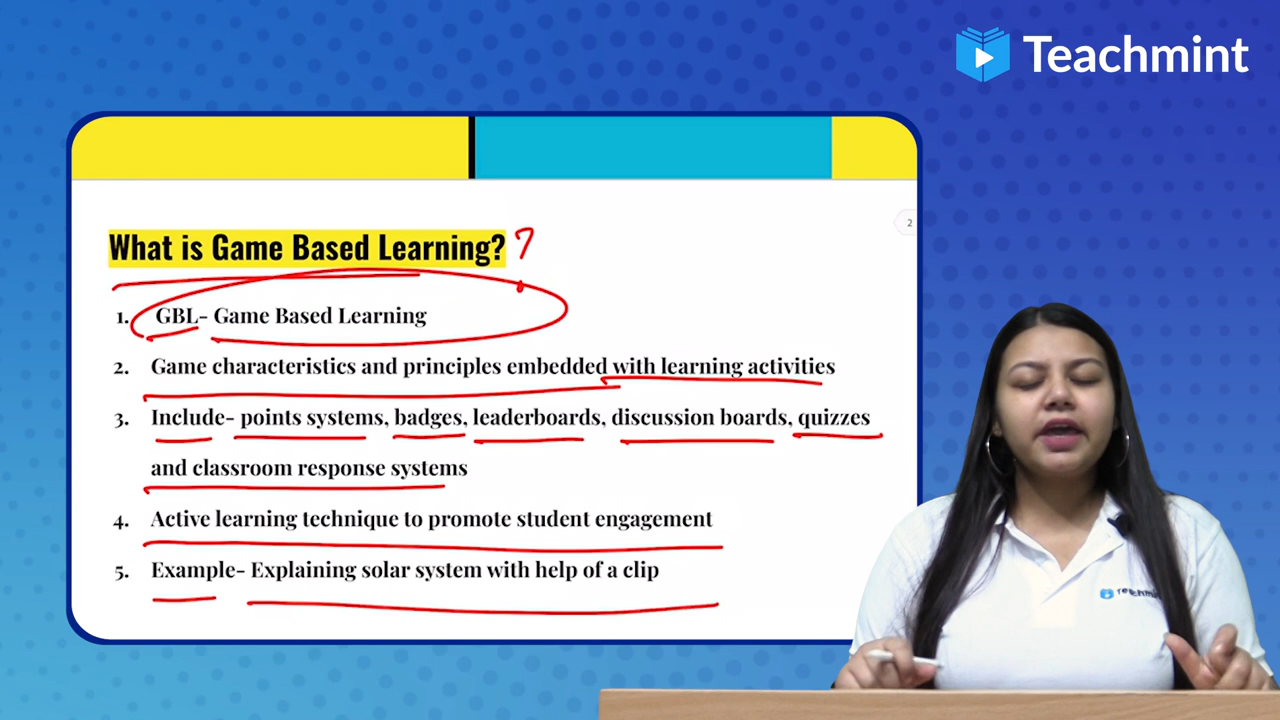 Teachmint
2
What is Game Based Learning? ?
1. GBL- Game Based Learning
2. Game characteristics and principles embedded with learning activities
3. Include- points systems, badges, leaderboards, discussion boards, quizzes
and classroom response systems
4. Active learning technique to promote student engagement
5. Example- Explaining solar system with help of a clip